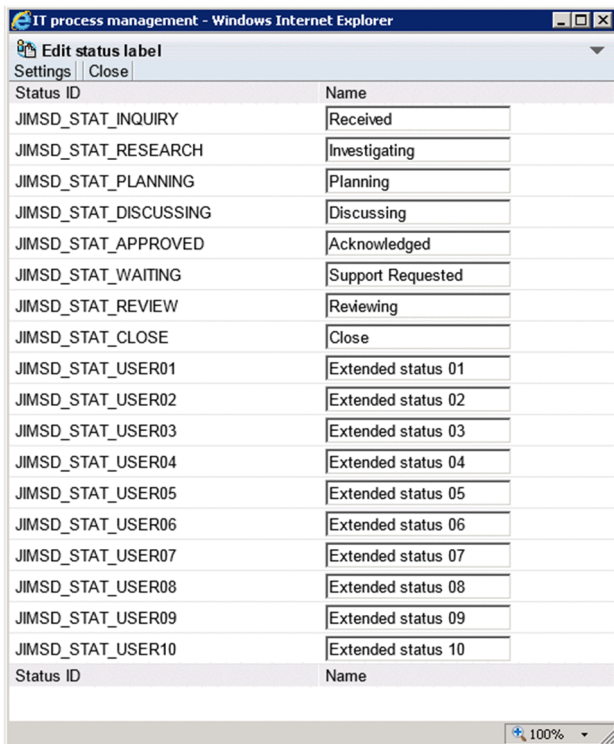 IT process management - Windows Internet Explorer
Edit status label
Settings Close
Status ID Name
JIMSD_STAT_INQUIRY Received
JIMSD_STAT_RESEARCH Investigating
JIMSD_STAT_PLANNING Planning
JIMSD_STAT_DISCUSSING Discussing
JIMSD_STAT_APPROVED Acknowledged
JIMSD_STAT_WAITING Support Requested
JIMSD_STAT_REVIEW Reviewing
JIMSD_STAT_CLOSE Close
JIMSD_STAT_USER01 Extended status 01
JIMSD_STAT_USER02 Extended status 02
JIMSD_STAT_USER03 Extended status 03
JIMSD_STAT_USER04 Extended status 04
JIMSD_STAT_USER05 Extended status 05
JIMSD_STAT_USER06 Extended status 06
JIMSD_STAT_USER07 Extended status 07
JIMSD_STAT_USER08 Extended status 08
JIMSD_STAT_USER09 Extended status 09
JIMSD_STAT_USER10 Extended status 10
Status ID Name
100%